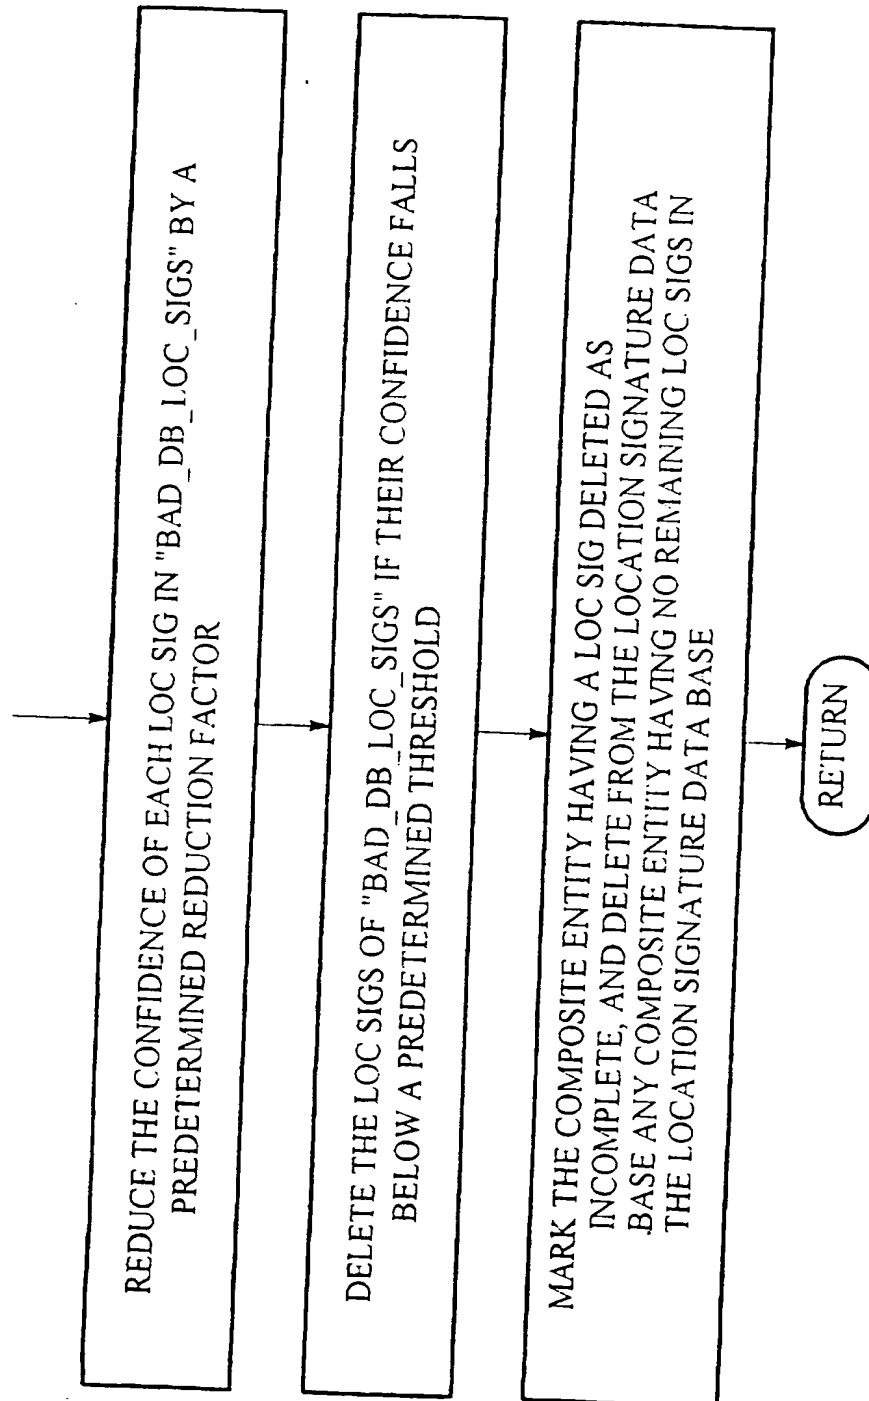 REDUCE THE CONFIDENCE OF EACH LOC SIG IN "BAD_DB_LOC_SIGS" BY A
PREDETERMINED REDUCTION FACTOR
DELETE THE LOC SIGS OF "BAD_DB_LOC_SIGS" IF THEIR CONFIDENCE FALLS
BELOW A PREDETERMINED THRESHOLD
MARK THE COMPOSITE ENTITY HAVING A LOC SIG DELETED AS
INCOMPLETE, AND DELETE FROM THE LOCATION SIGNATURE DATA
BASE ANY COMPOSITE ENTITY HAVING NO REMAINING LOC SIGS IN
THE LOCATION SIGNATURE DATA BASE
RETURN